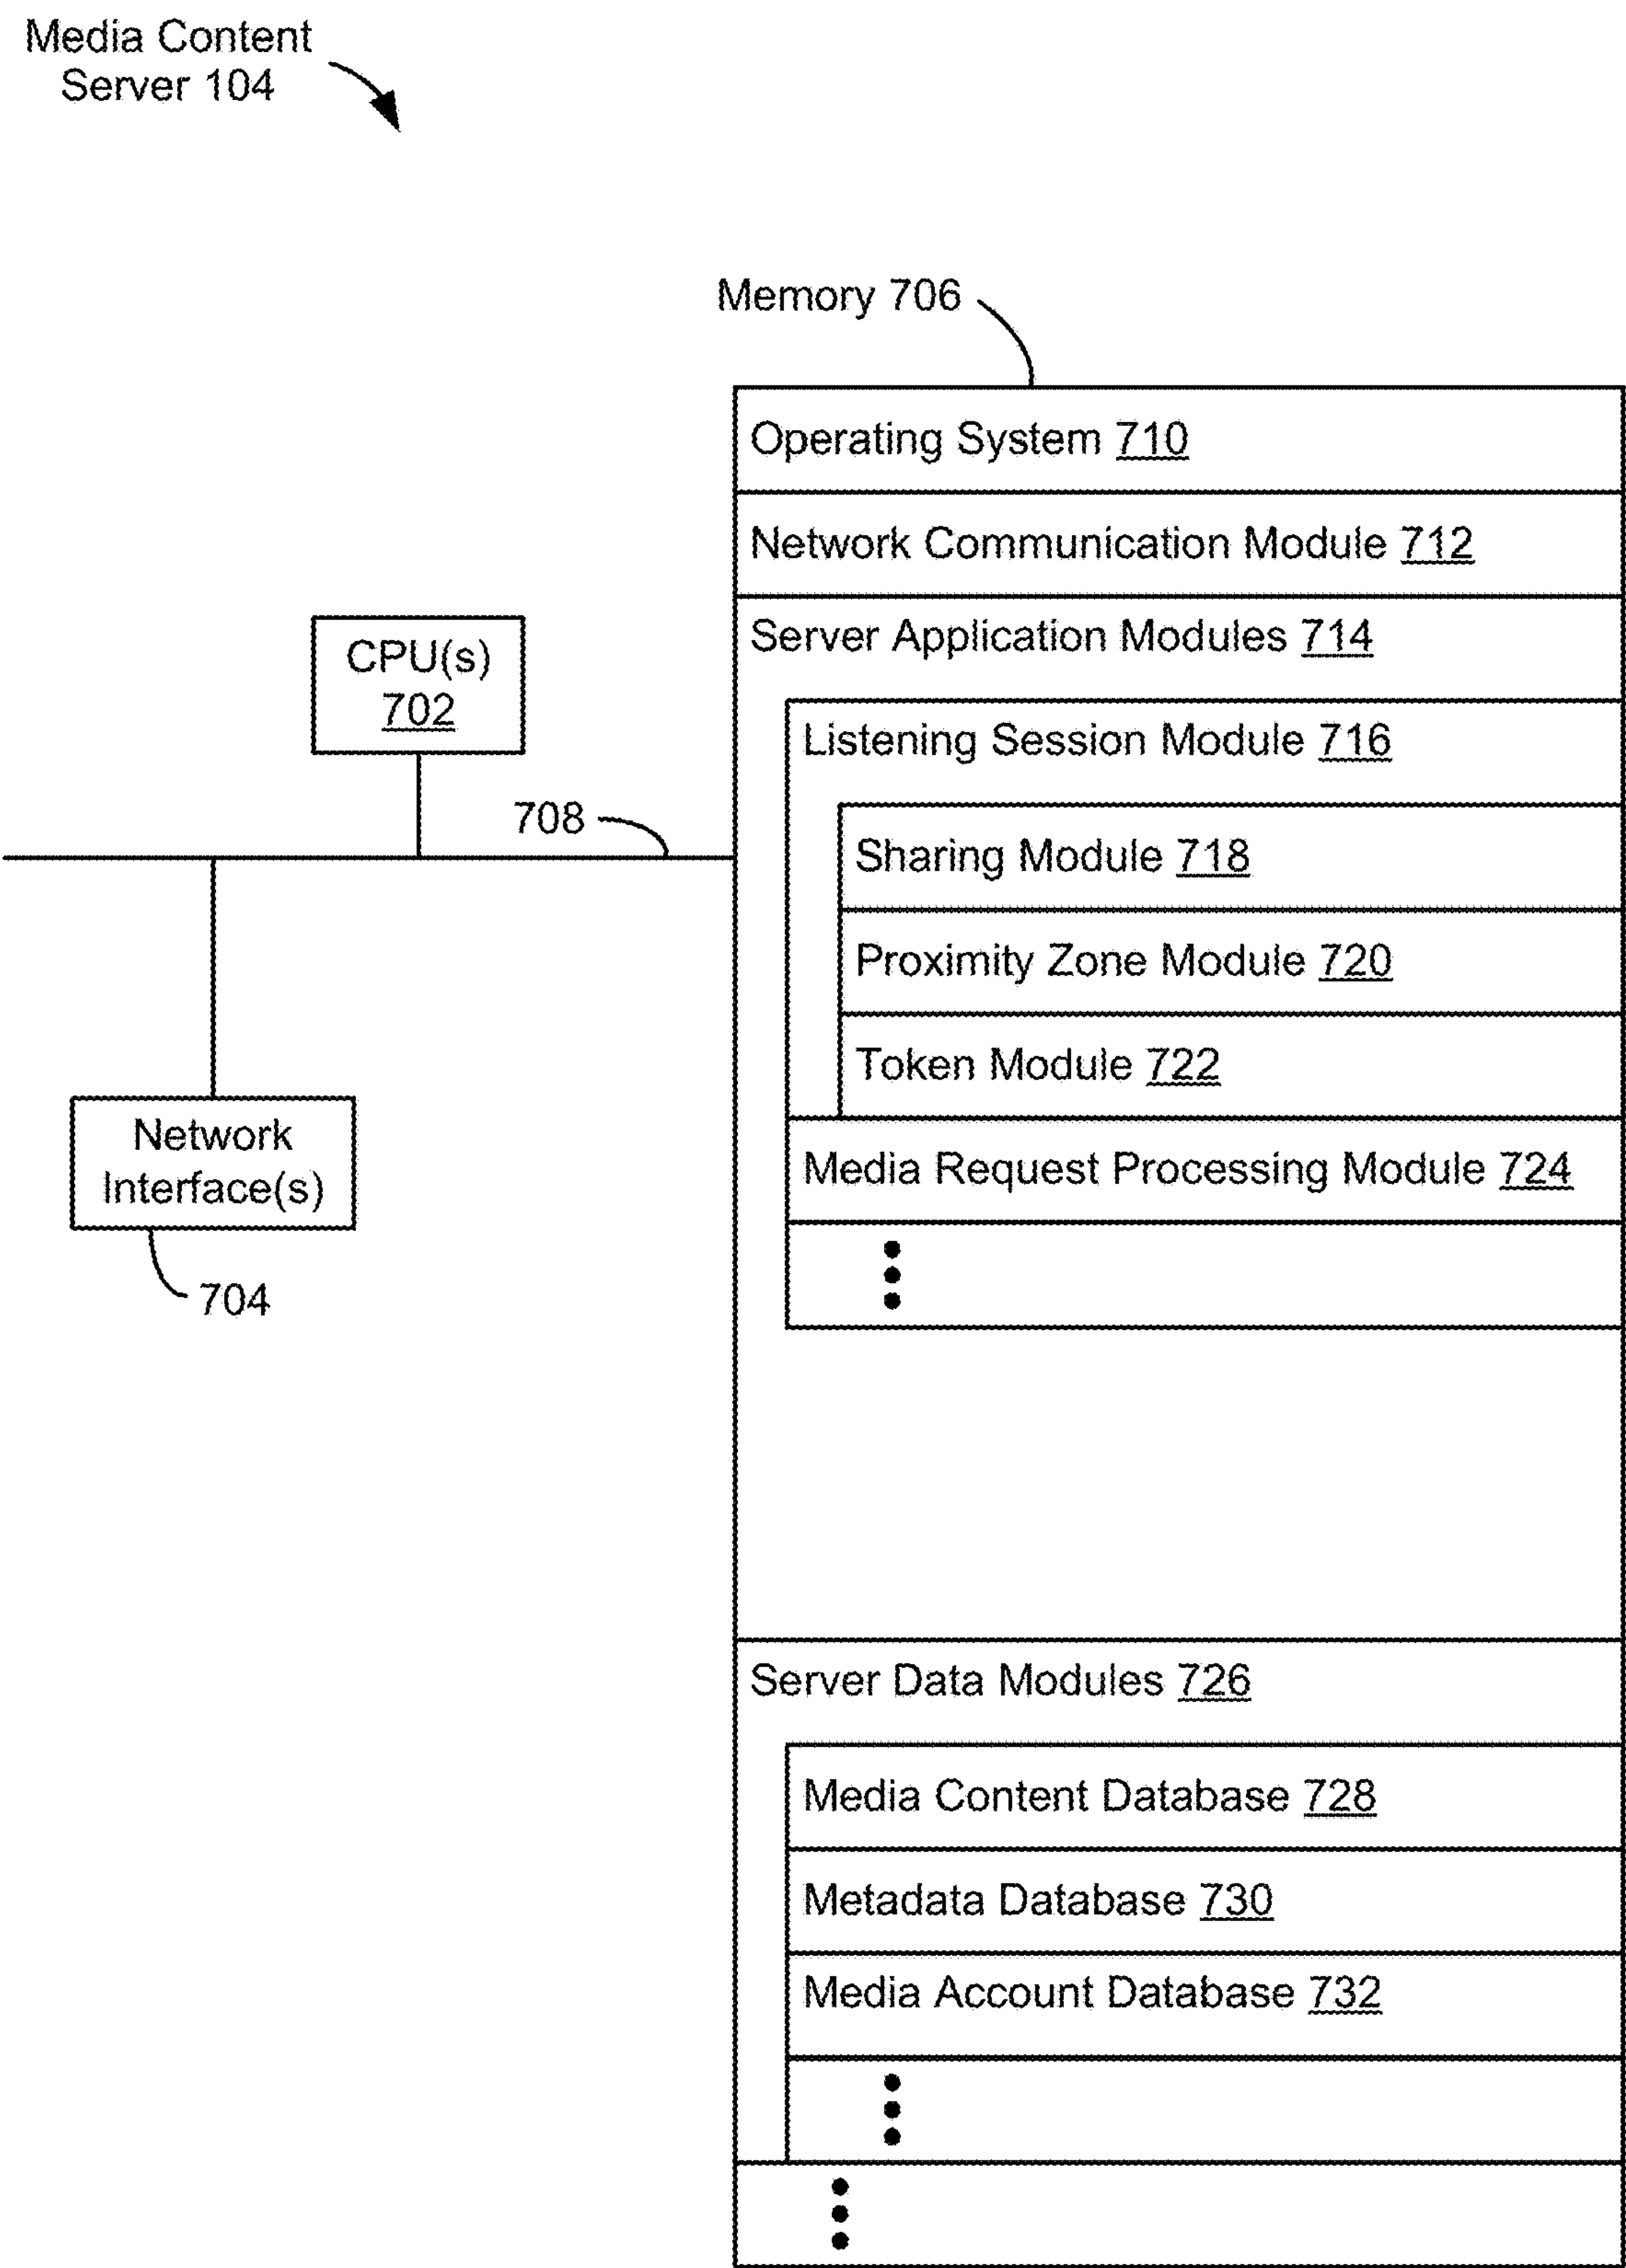 Media Content
Server 104
Memory 706
Operating System 710
Network Communication Module 712
Server Application Modules 714
CPU(s)
702
Listening Session Module 716
708
Sharing Module 718
Proximity Zone Module 720
Token Module 722
Network
Interface(s)
Media Request Processing Module 724
704
Server Data Modules 726
Media Content Database 728
Metadata Database 730
Media Account Database 732